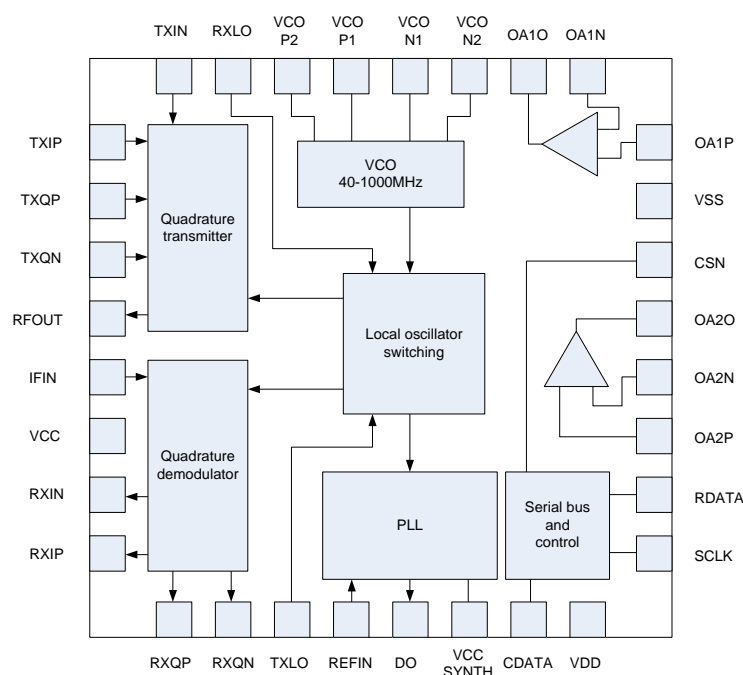 TXIN
RXLO
VCO
P2
VCO
P1
VCO
N1
VCO
N2
OA1O
OA1N
TXIP
TXQP
TXQN
RFOUT
IFIN
VCC
RXIN
RXIP
Quadrature
transmitter
VCO
40-1000MHz
Local oscillator
switching
Quadrature
demodulator
PLL
Serial bus
and
control
OA1P
VSS
CSN
OA2O
OA2N
OA2P
RDATA
SCLK
RXQP
RXQN
TXLO
REFIN
DO
VCC
SYNTH
CDATA
VDD